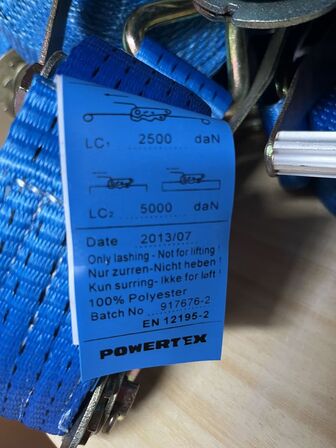 LC1 2500 daN
LC2 5000 daN
Date 2013/07
Only lashing - Not for lifting !
Nur zurren-Nicht heben !
Kun surring- Ikke for løft !
100% Polyester
Batch No 917676-2
EN 12195-2
POWERTEX